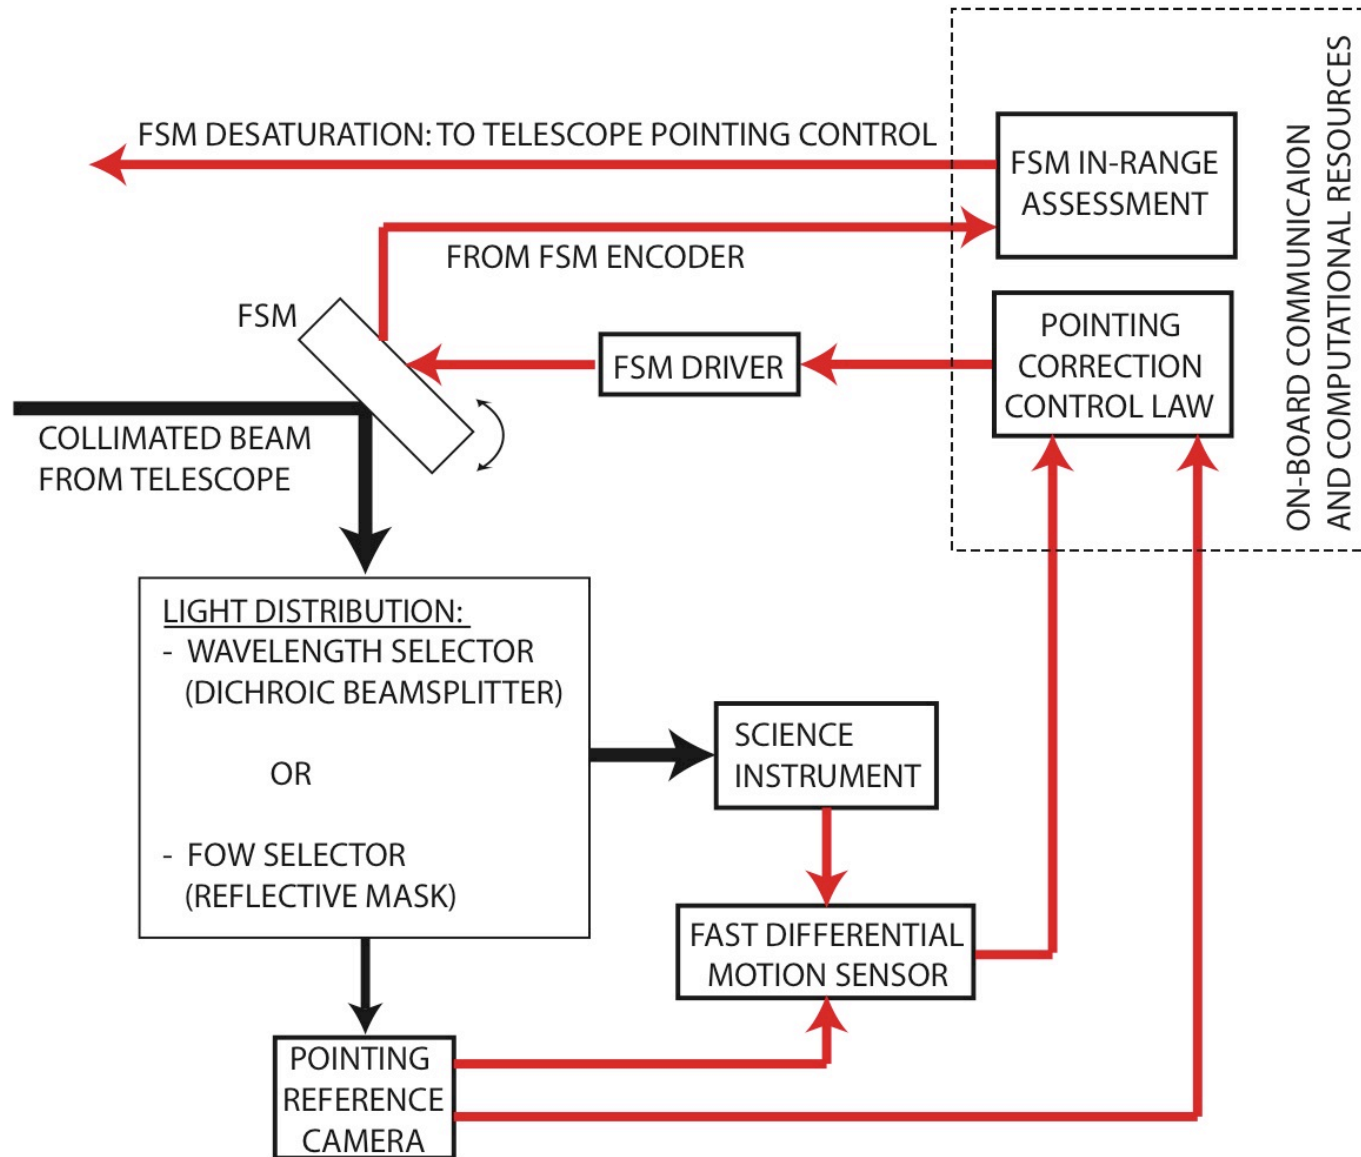 FSM DESATURATION: TO TELESCOPE POINTING CONTROL
FSM IN-RANGE
ASSESSMENT
ON-BOARD COMMUNICAION
AND COMPUTATIONAL RESOURCES
FROM FSM ENCODER
FSM
FSM DRIVER
POINTING
CORRECTION
CONTROL LAW
COLLIMATED BEAM
FROM TELESCOPE
LIGHT DISTRIBUTION:
- WAVELENGTH SELECTOR
(DICHROIC BEAMSPLITTER)
OR
- FOW SELECTOR
(REFLECTIVE MASK)
SCIENCE
INSTRUMENT
FAST DIFFERENTIAL
MOTION SENSOR
POINTING
REFERENCE
CAMERA